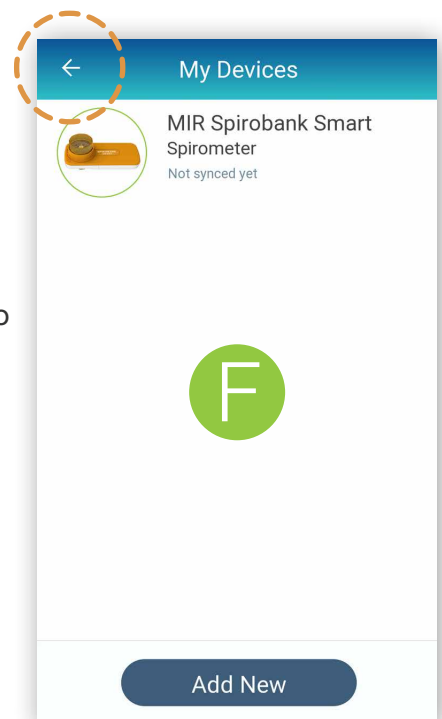 My Devices
MIR Spirobank Smart
Spirometer
Not synced yet
o
F
Add New